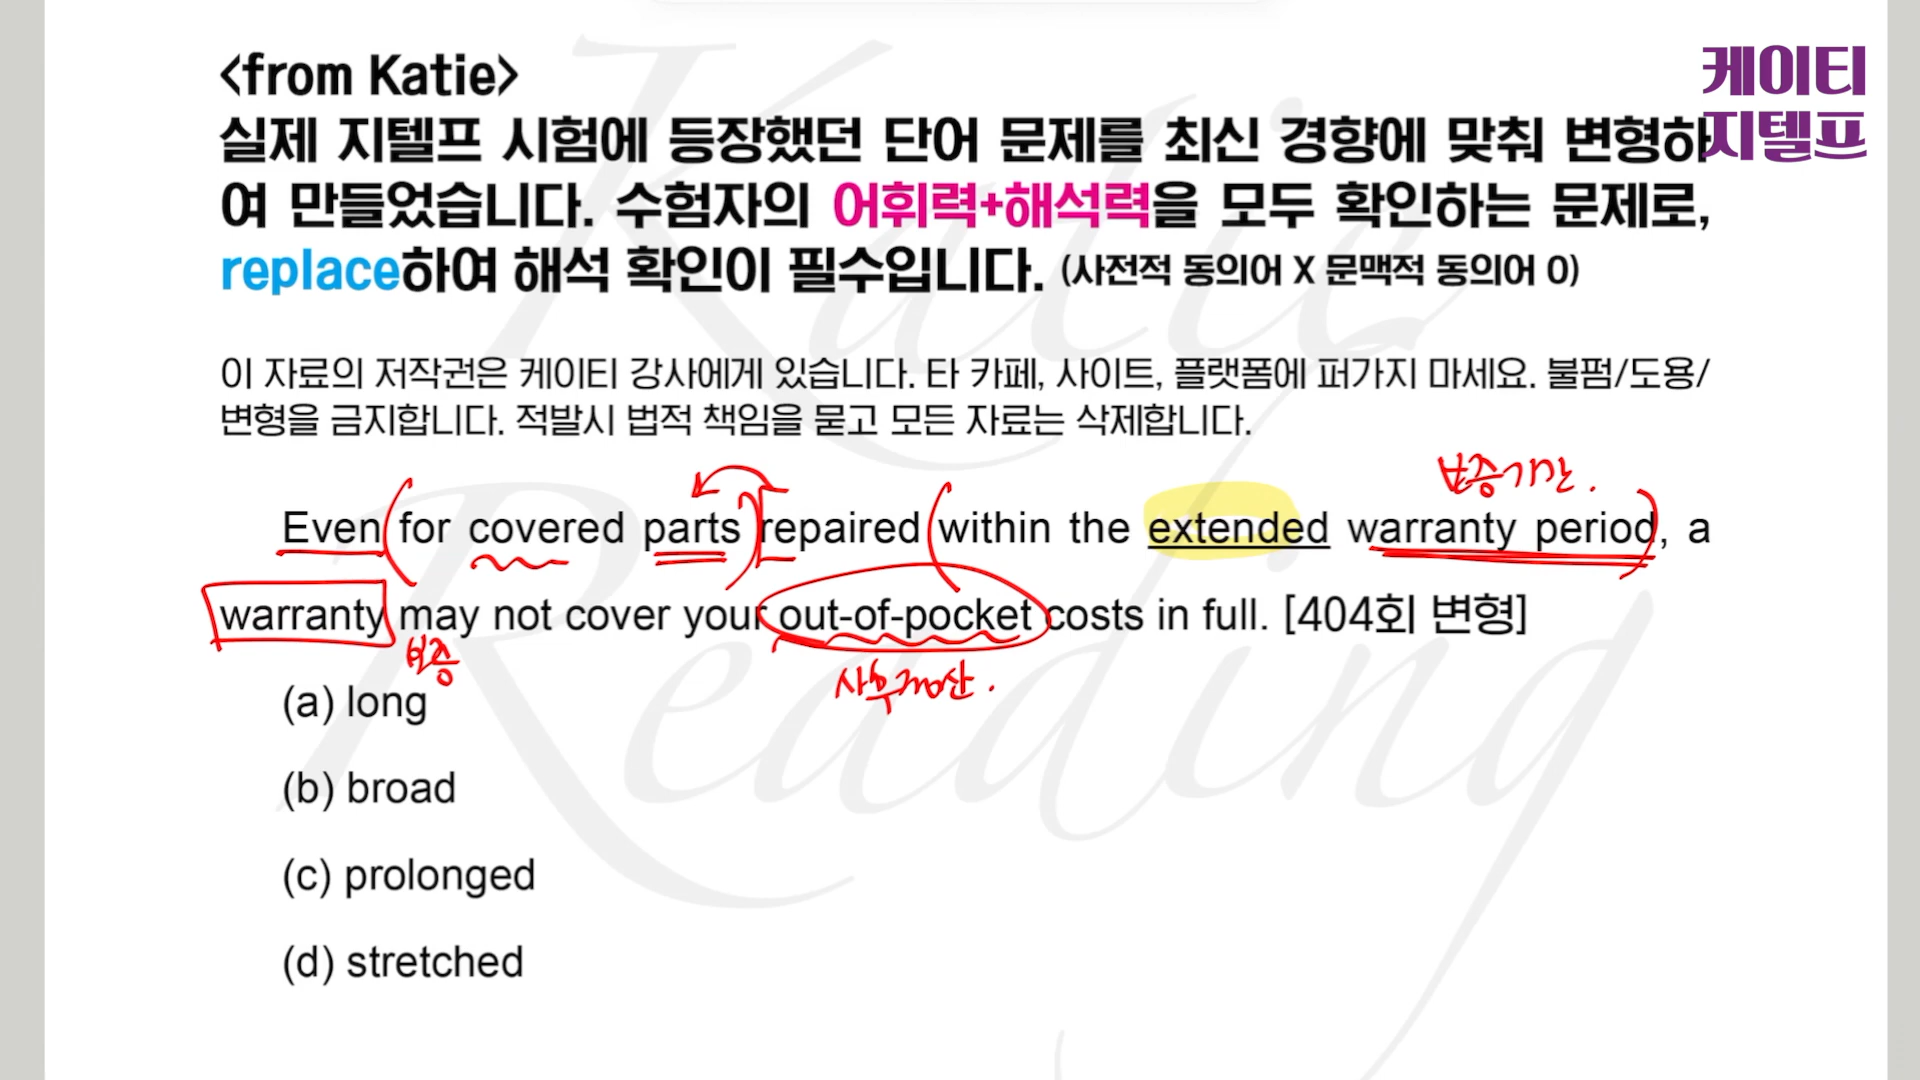 <from Katie>
케이티
지텔프
실제 지텔프 시험에 등장했던 단어 문제를 최신 경향에 맞춰 변형하
여 만들었습니다. 수험자의 어휘력+해석력을 모두 확인하는 문제로,
replace하여 해석 확인이 필수입니다. (사전적 동의어 X 문맥적 동의어 O)
이 자료의 저작권은 케이티 강사에게 있습니다. 타 카페, 사이트, 플랫폼에 퍼가지 마세요. 불펌/도용/
변형을 금지합니다. 적발시 법적 책임을 묻고 모든 자료는 삭제합니다.
보증기간.
Even for covered parts repaired within the extended warranty period, a
warranty may not cover your out-of-pocket costs in full. [404회 변형]
보증
사후정산.
(a) long
(b) broad
(c) prolonged
(d) stretched
Katie
Reading